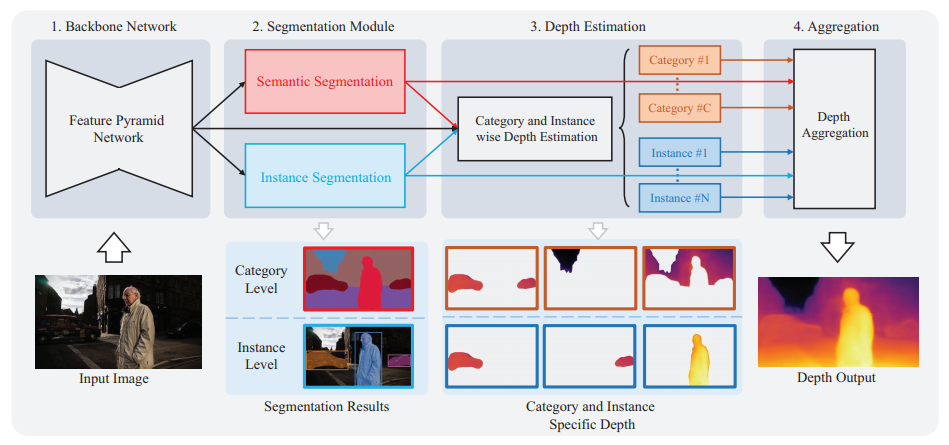 1. Backbone Network
2. Segmentation Module
3. Depth Estimation
4. Aggregation
Feature Pyramid
Network
Semantic Segmentation
Instance Segmentation
Category and Instance
wise Depth Estimation
Category #1
Category #C
Instance #1
Instance #N
Depth
Aggregation
Input Image
Category
Level
Instance
Level
Segmentation Results
Category and Instance
Specific Depth
Depth Output